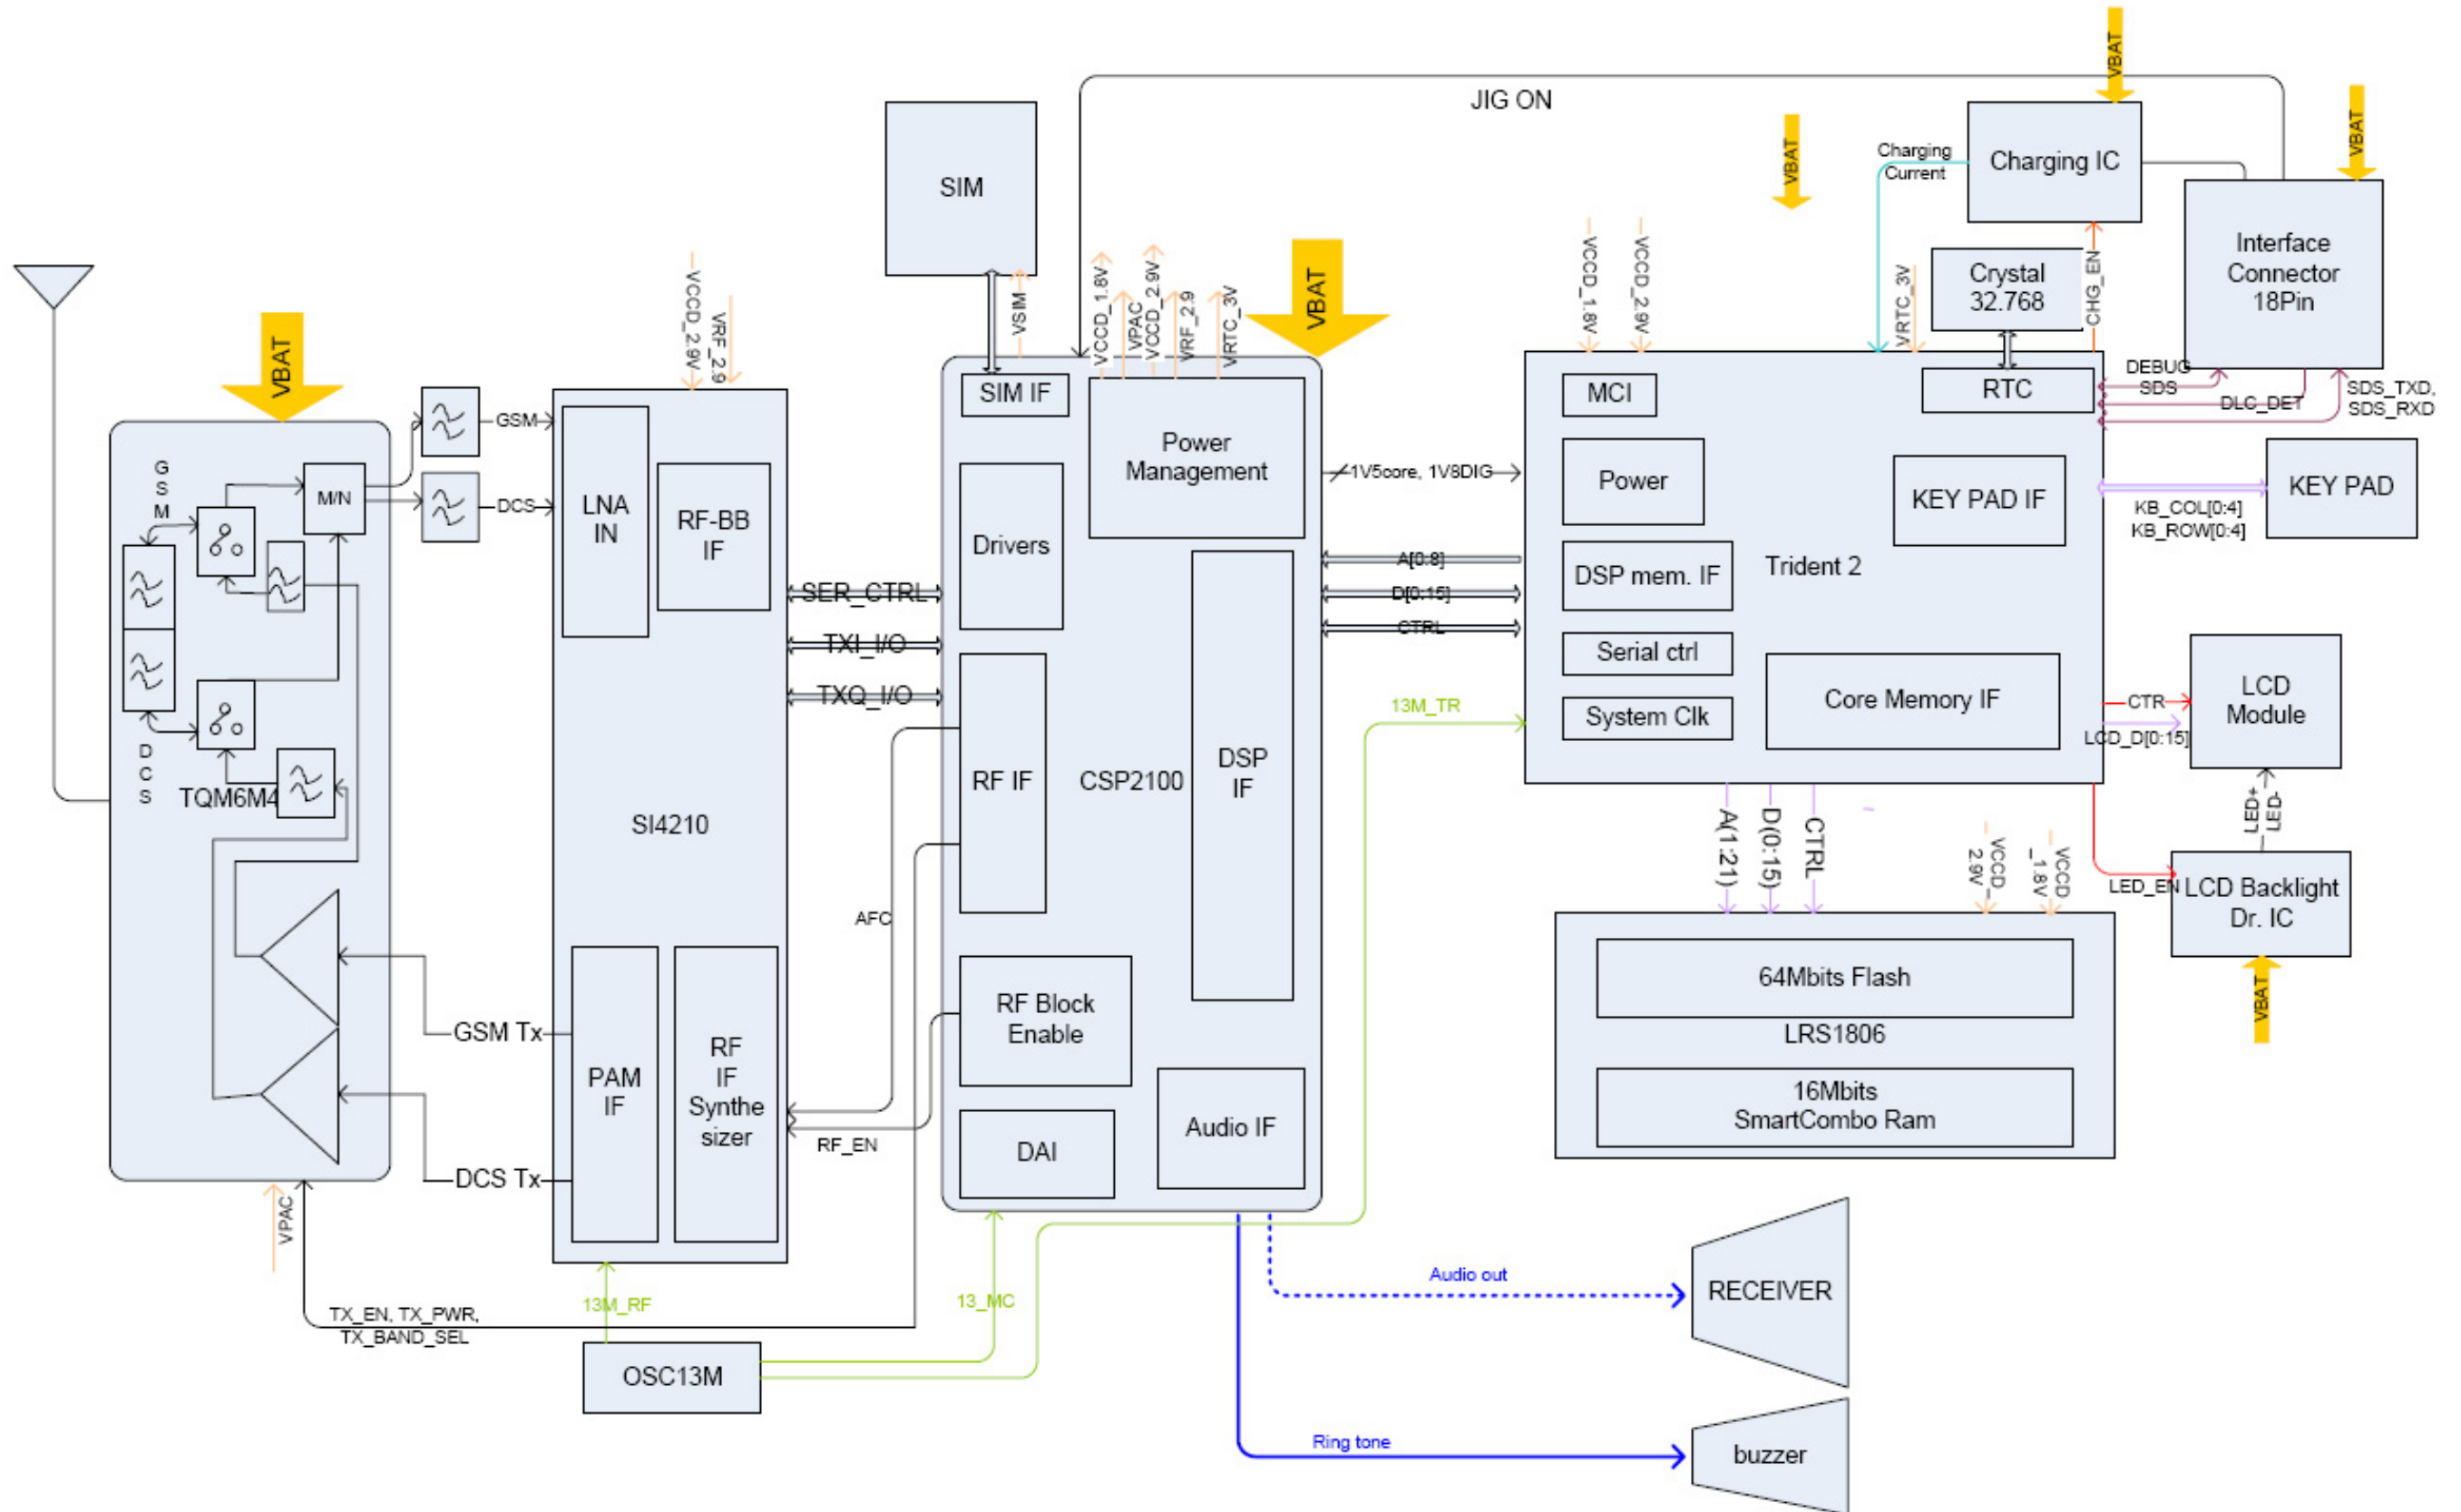 JIG ON
VBAT
VBAT
VBAT
Charging
Current
Charging IC
SIM
Interface
Connector
18Pin
VCCD_2.9V
VRF_2.9
VSIM
VCCD_1.8V
VPAC
VCCD_2.9V
VRF_2.9
VRTC_3V
VBAT
VCCD_1.8V
VCCD_2.9V
VRTC_3V
Crystal
32.768
CHG_EN
VBAT
SIM IF
MCI
RTC
DEBUG
SDS
DLC_DET
SDS_TXD,
SDS_RXD
GSM
DCS
G
S
M
M/N
LNA
IN
RF-BB
IF
Drivers
Power
Management
1V5core, 1V8DIG
Power
KEY PAD IF
KB_COL[0:4]
KB_ROW[0:4]
KEY PAD
A[0:8]
D[0:15]
CTRL
DSP mem. IF
Trident 2
SER_CTRL
TXI_I/O
TXQ_I/O
Serial ctrl
System Clk
Core Memory IF
13M_TR
CTR
LCD_D[0:15]
LCD
Module
D
C
S
TQM6M4
SI4210
RF IF
CSP2100
DSP
IF
A(1:21)
D(0:15)
CTRL
VCCD_
2.9V
VCCD
_1.8V
LED+
LED-
LED_EN
LCD Backlight
Dr. IC
VBAT
AFC
64Mbits Flash
LRS1806
16Mbits
SmartCombo Ram
GSM Tx
DCS Tx
PAM
IF
RF
IF
Synthe
sizer
RF Block
Enable
RF_EN
DAI
Audio IF
VPAC
TX_EN, TX_PWR,
TX_BAND_SEL
13M_RF
13_MC
OSC13M
Audio out
RECEIVER
Ring tone
buzzer